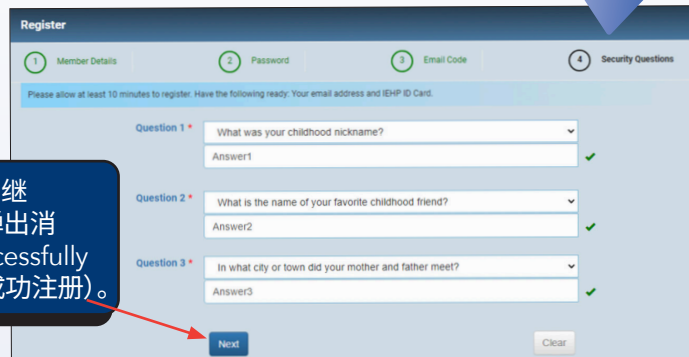 Register
1 Member Details 2 Password 3 Email Code 4 Security Questions
Please allow at least 10 minutes to register. Have the following ready: Your email address and IEHP ID Card.
Question 1 * What was your childhood nickname?
Answer1
Question 2 * What is the name of your favorite childhood friend?
Answer2
Question 3 * In what city or town did your mother and father meet?
Answer3
Next Clear
继
出消
cessfully
功注册)。